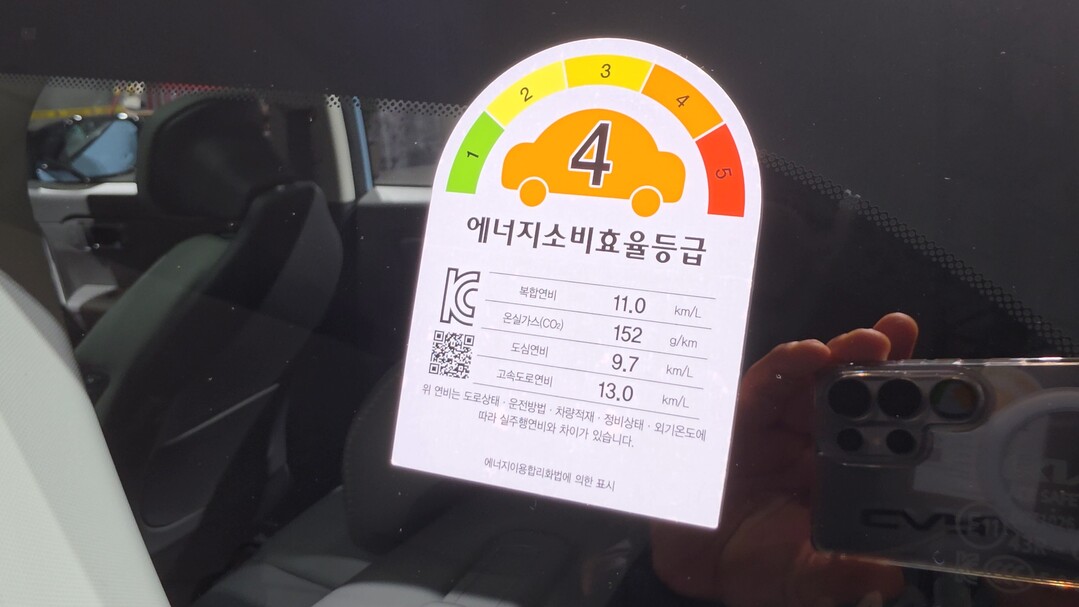 1
2
3
4
5
4
에너지소비효율등급
복합연비 11.0 km/L
온실가스(CO₂) 152 g/km
도심연비 9.7 km/L
고속도로연비 13.0 km/L
위 연비는 도로상태 · 운전방법 · 차량적재 · 정비상태 · 외기온도에
따라 실주행연비와 차이가 있습니다.
에너지이용합리화법에 의한 표시